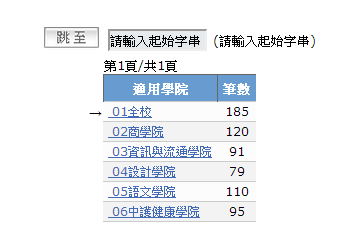 跳至 請輸入起始字串 (請輸入起始字串)
第1頁/共1頁
適用學院 筆數
→ 01全校 185
02商學院 120
03資訊與流通學院 91
04設計學院 79
05語文學院 110
06中護健康學院 95